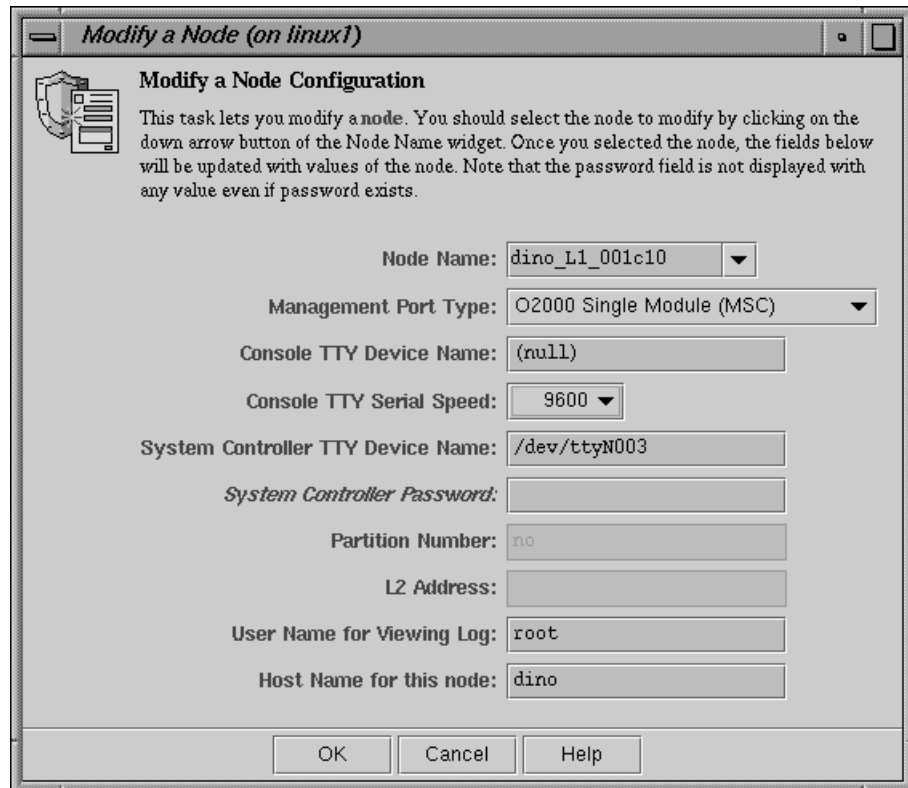 Modify a Node (on linux1)
Modify a Node Configuration
This task lets you modify a node. You should select the node to modify by clicking on the
down arrow button of the Node Name widget. Once you selected the node, the fields below
will be updated with values of the node. Note that the password field is not displayed with
any value even if password exists.
Node Name: dino_L1_001c10
Management Port Type: O2000 Single Module (MSC)
Console TTY Device Name: (null)
Console TTY Serial Speed: 9600
System Controller TTY Device Name: /dev/ttyN003
System Controller Password:
Partition Number: no
L2 Address:
User Name for Viewing Log: root
Host Name for this node: dino
OK Cancel Help